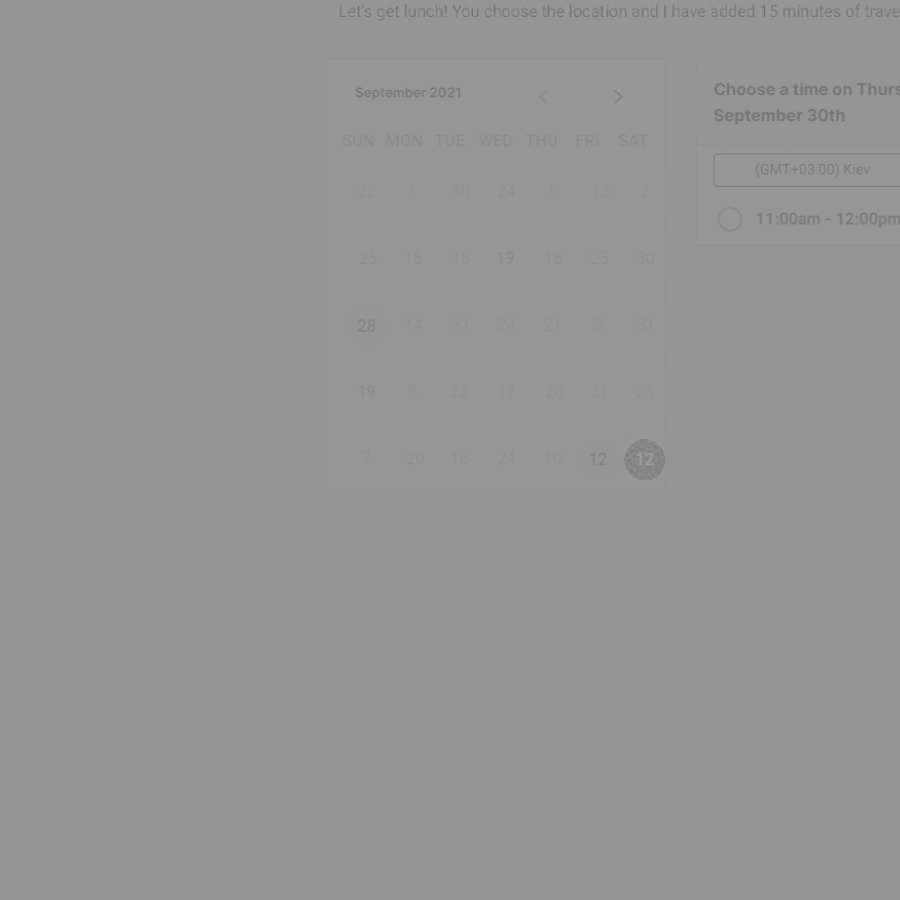 Let's get lunch! You choose the location and I have added 15 minutes of trave
September 2021
SUN MON TUE WED THU FRI SAT
22 1 30 24 1 13 2
25 16 18 19 18 25 30
28 14 31 24 21 2 31
19 8 22 17 20 31 23
7 20 16 24 10 12 12
Choose a time on Thurs
September 30th
(GMT+03:00) Kiev
11:00am - 12:00pm